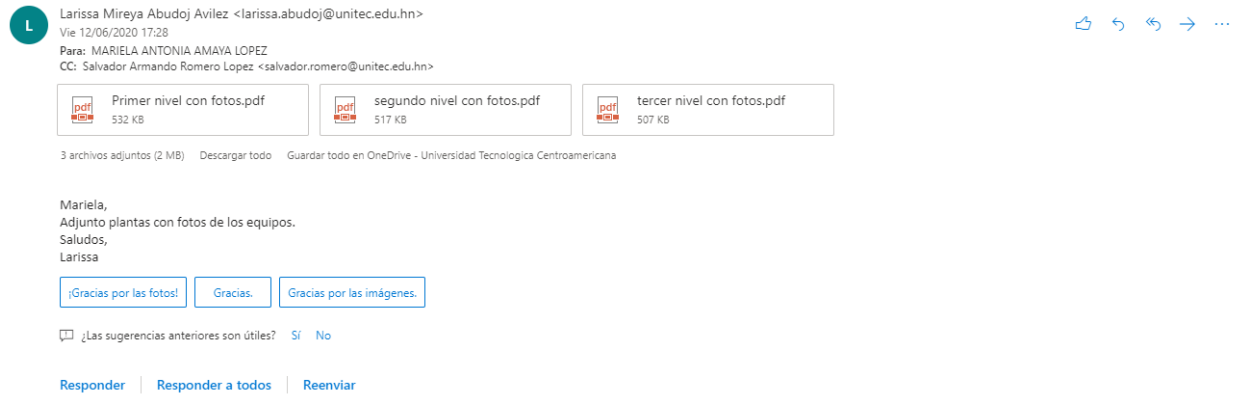 L
Larissa Mireya Abudoj Avilez <larissa.abudoj@unitec.edu.hn>
Vie 12/06/2020 17:28
Para: MARIELA ANTONIA AMAYA LOPEZ
CC: Salvador Armando Romero Lopez <salvador.romero@unitec.edu.hn>
pdf Primer nivel con fotos.pdf
532 KB
pdf segundo nivel con fotos.pdf
517 KB
pdf tercer nivel con fotos.pdf
507 KB
3 archivos adjuntos (2 MB) Descargar todo Guardar todo en OneDrive - Universidad Tecnologica Centroamericana
Mariela,
Adjunto plantas con fotos de los equipos.
Saludos,
Larissa
¡Gracias por las fotos! Gracias. Gracias por las imágenes.
¿Las sugerencias anteriores son útiles? Sí No
Responder Responder a todos Reenviar